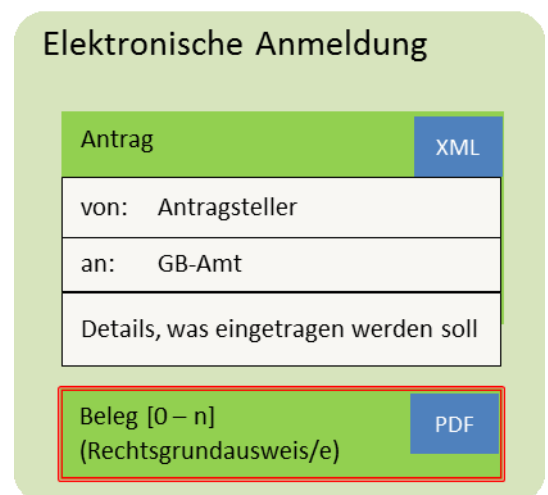 Elektronische Anmeldung
Antrag
XML
von: Antragsteller
an: GB-Amt
Details, was eingetragen werden soll
Beleg [0 – n]
(Rechtsgrundausweis/e)
PDF